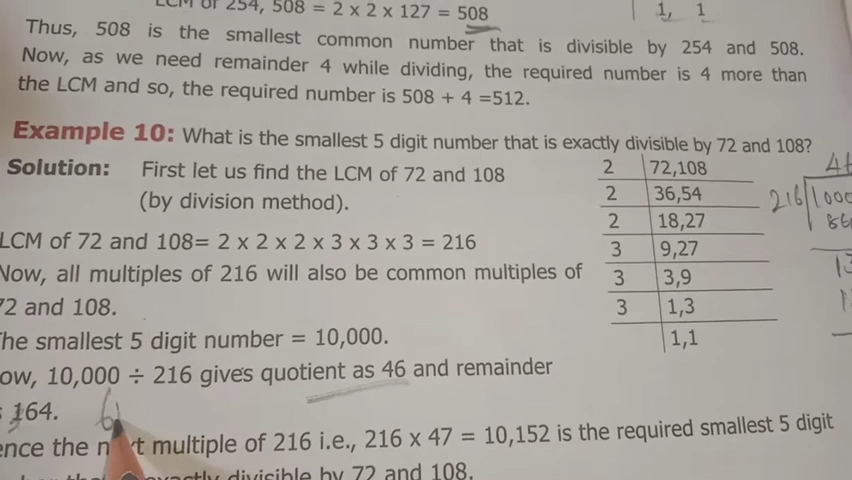 LCM of 254, 508 = 2 x 2 x 127 = 508
1, 1
Thus, 508 is the smallest common number that is divisible by 254 and 508.
Now, as we need remainder 4 while dividing, the required number is 4 more than
the LCM and so, the required number is 508 + 4 =512.
Example 10: What is the smallest 5 digit number that is exactly divisible by 72 and 108?
Solution: First let us find the LCM of 72 and 108
(by division method).
2 72,108
2 36,54
2 18,27
3 9,27
3 3,9
3 1,3
1,1
216 1000
LCM of 72 and 108= 2 x 2 x 2 x 3 x 3 x 3 = 216
Now, all multiples of 216 will also be common multiples of
72 and 108.
The smallest 5 digit number = 10,000.
ow, 10,000 ÷ 216 gives quotient as 46 and remainder
164.
ence the multiple of 216 i.e., 216 x 47 = 10,152 is the required smallest 5 digit
exactly divisible by 72 and 108.